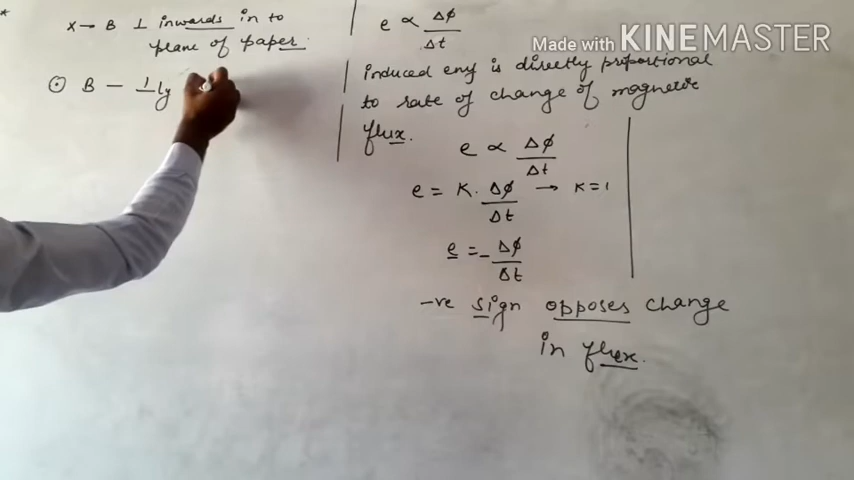 *
X → B ⊥ inwards in to
plane of paper.
⊙ B — ⊥ly
e ∝ Δφ/Δt
Made with KINEMASTER
induced emf is directly proportional
to rate of change of magnetic
flux.
e ∝ Δφ/Δt
e = K. Δφ/Δt → K=1
e = - Δφ/Δt
-ve sign opposes change
in flux.